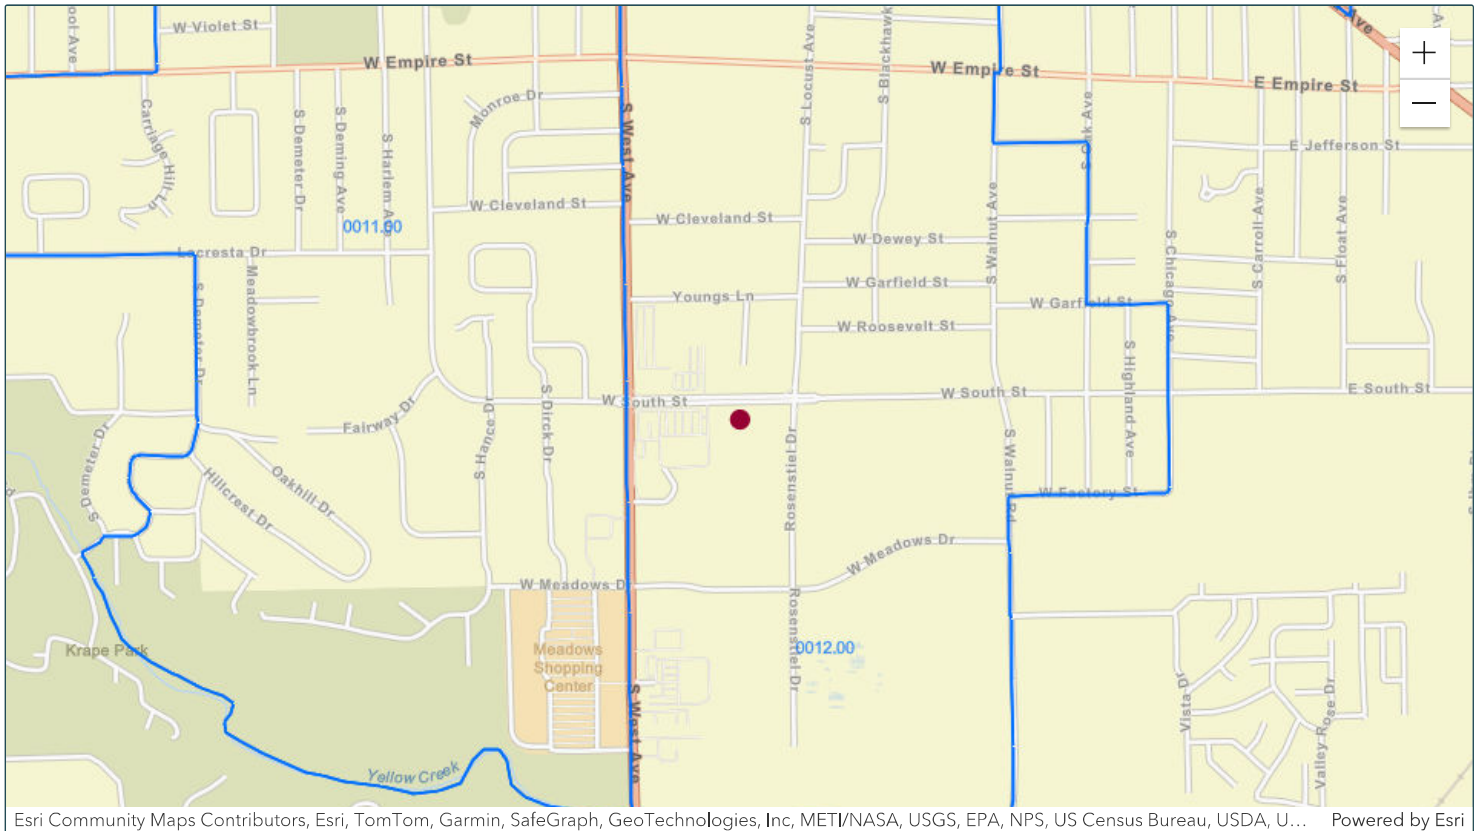 W Violet St
W Empire St
W Empire St
E Empire St
Ave
Carriage Hill Ln
S Demeter Dr
S Deming Ave
S Harlem Ave
Monroe Dr
S West Ave
S Locust Ave
S Blackhawk
S Walnut Ave
Oak Ave
S
E Jefferson St
S Chicago Ave
S Carroll Ave
S Float Ave
W Cleveland St
W Cleveland St
0011.00
Lacresta Dr
W Dewey St
S Demeter Dr
Meadowbrook Ln
Youngs Ln
W Garfield St
W Garfield St
W Roosevelt St
S Highland Ave
W South St
W South St
E South St
Fairway Dr
S Hance Dr
S Dirck Dr
S Demeter Dr
Hillcrest Dr
Oakhill Dr
Rosenstiel Dr
S Walnut Rd
W Factory St
W Meadows Dr
W Meadows Dr
Krape Park
Meadows
Shopping
Center
Rosenstiel Dr
0012.00
S West Ave
Vista Dr
Valley Rose Dr
Yellow Creek
+
−
Esri Community Maps Contributors, Esri, TomTom, Garmin, SafeGraph, GeoTechnologies, Inc, METI/NASA, USGS, EPA, NPS, US Census Bureau, USDA, U... Powered by Esri